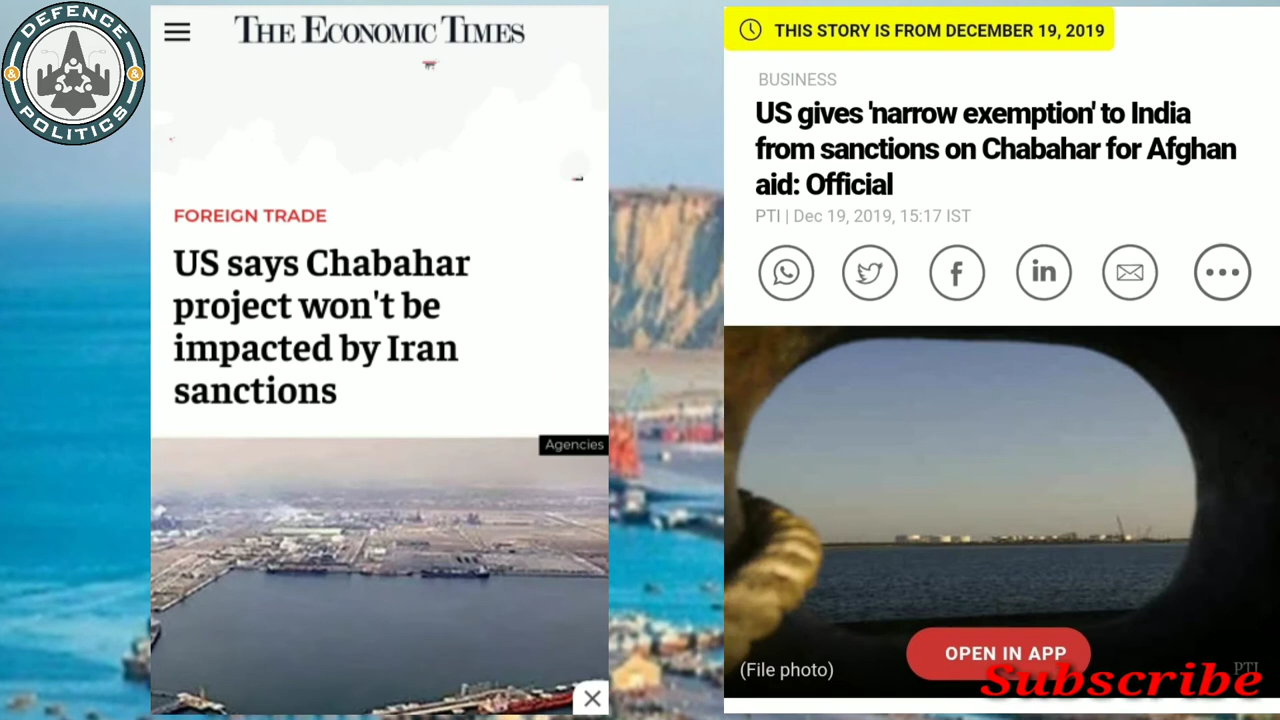 DEFENCE
& &
POLITICS
THE ECONOMIC TIMES
FOREIGN TRADE
US says Chabahar
project won't be
impacted by Iran
sanctions
Agencies
THIS STORY IS FROM DECEMBER 19, 2019
BUSINESS
US gives 'narrow exemption' to India
from sanctions on Chabahar for Afghan
aid: Official
PTI | Dec 19, 2019, 15:17 IST
(File photo)
OPEN IN APP
PTI
Subscribe